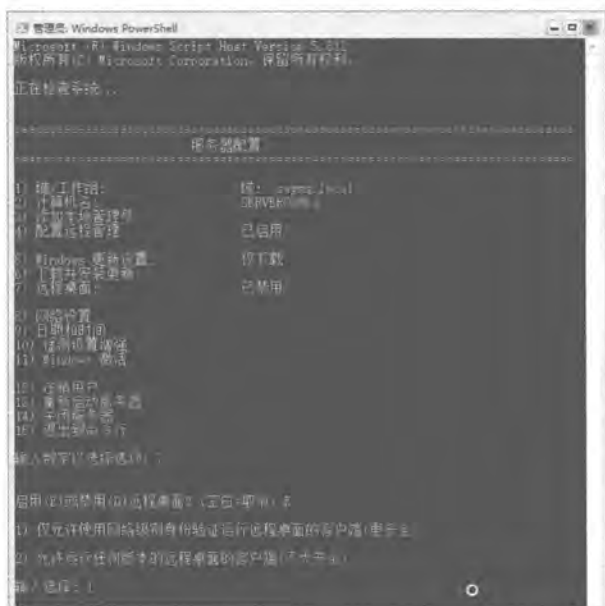 管理员: Windows PowerShell
Microsoft (R) Windows Script Host Version 5.812
版权所有(C) Microsoft Corporation。保留所有权利。
正在检查系统...
服务器配置
1) 域/工作组: 域:
2) 计算机名:
3) 添加本地管理员
4) 配置远程管理 已启用
5) Windows 更新设置:
6) 下载并安装更新
7) 远程桌面: 已禁用
8) 网络设置
9) 日期和时间
10) 遥测设置
11) Windows 激活
12) 注销用户
13) 重新启动服务器
14) 关闭服务器
15) 退出到命令行
输入数字以选择选项: 7
启用(E)或禁用(D)远程桌面? (空白=取消) E
1) 仅允许使用网络级别身份验证运行远程桌面的客户端(更安全)
2) 允许运行任何版本的远程桌面的客户端(不太安全)
输入选择: 1